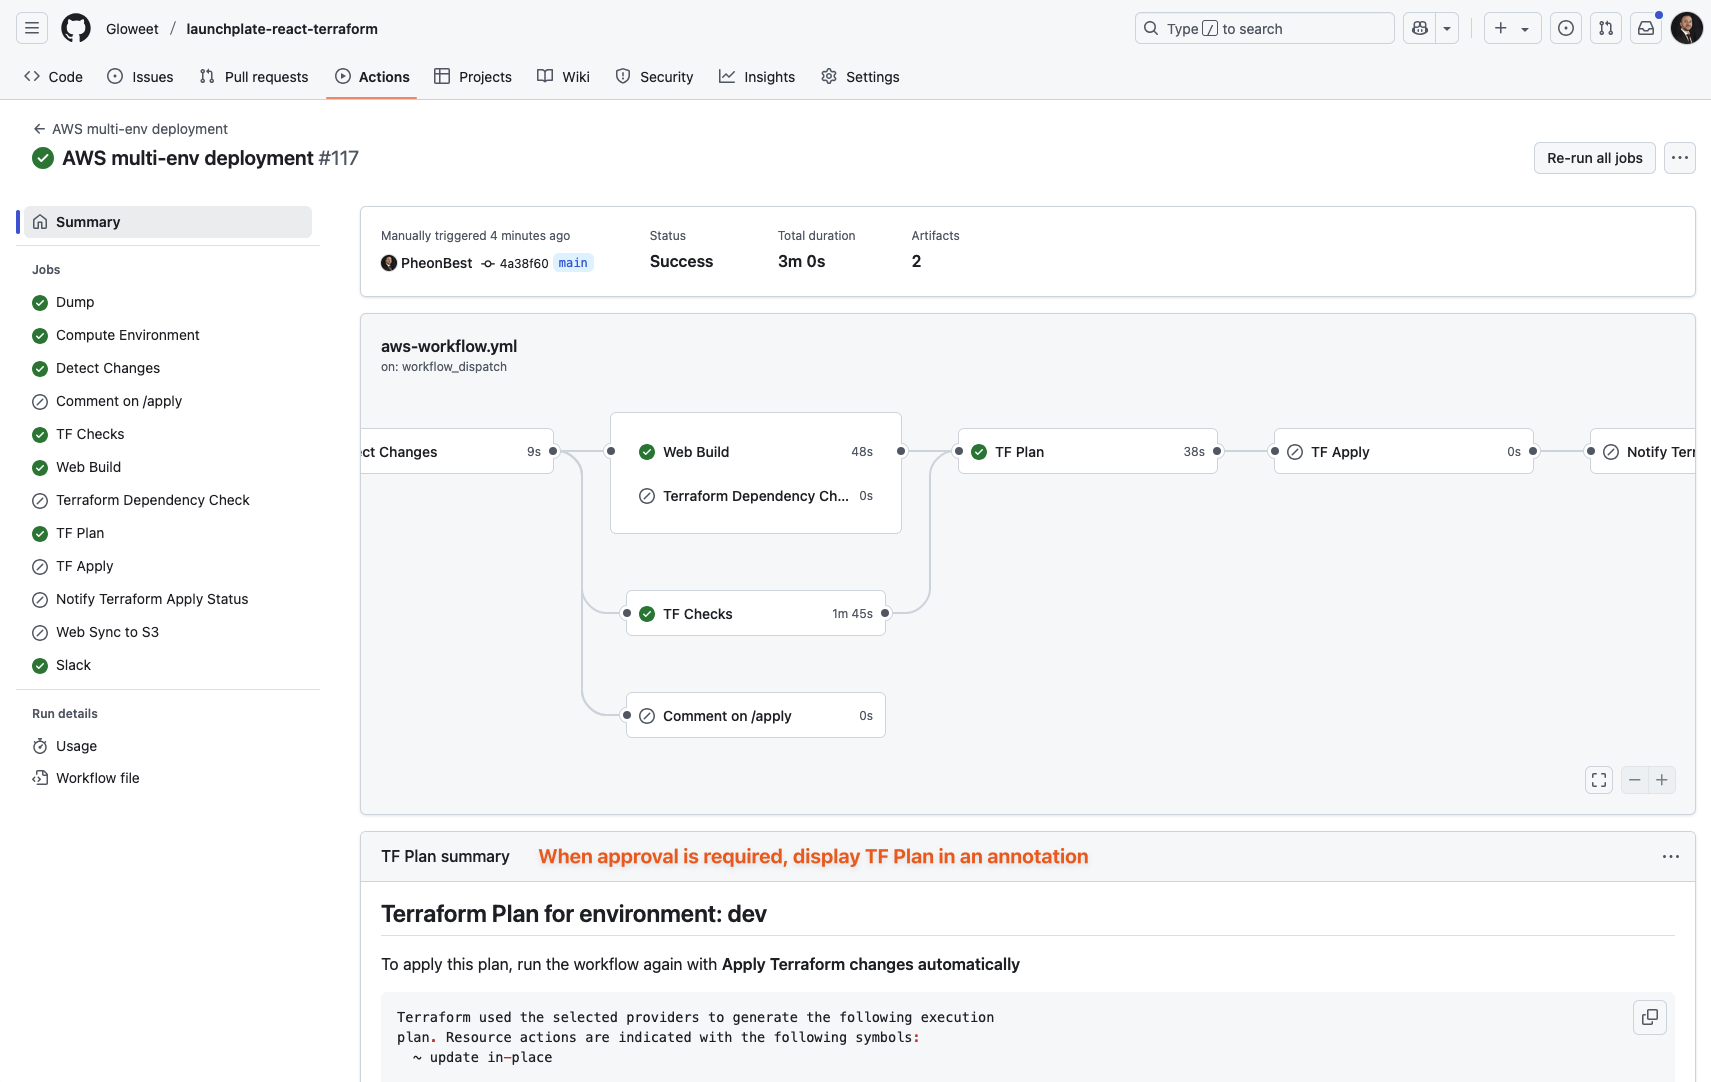 Gloweet / launchplate-react-terraform
Type / to search
Code
Issues
Pull requests
Actions
Projects
Wiki
Security
Insights
Settings
AWS multi-env deployment
AWS multi-env deployment #117
Re-run all jobs
Summary
Jobs
Dump
Compute Environment
Detect Changes
Comment on /apply
TF Checks
Web Build
Terraform Dependency Check
TF Plan
TF Apply
Notify Terraform Apply Status
Web Sync to S3
Slack
Run details
Usage
Workflow file
Manually triggered 4 minutes ago
PheonBest 4a38f60 main
Status
Success
Total duration
3m 0s
Artifacts
2
aws-workflow.yml
on: workflow_dispatch
ct Changes 9s
Web Build 48s
Terraform Dependency Ch... 0s
TF Checks 1m 45s
Comment on /apply 0s
TF Plan 38s
TF Apply 0s
Notify Terr
TF Plan summary
When approval is required, display TF Plan in an annotation
Terraform Plan for environment: dev
To apply this plan, run the workflow again with Apply Terraform changes automatically
Terraform used the selected providers to generate the following execution
plan. Resource actions are indicated with the following symbols:
~ update in-place